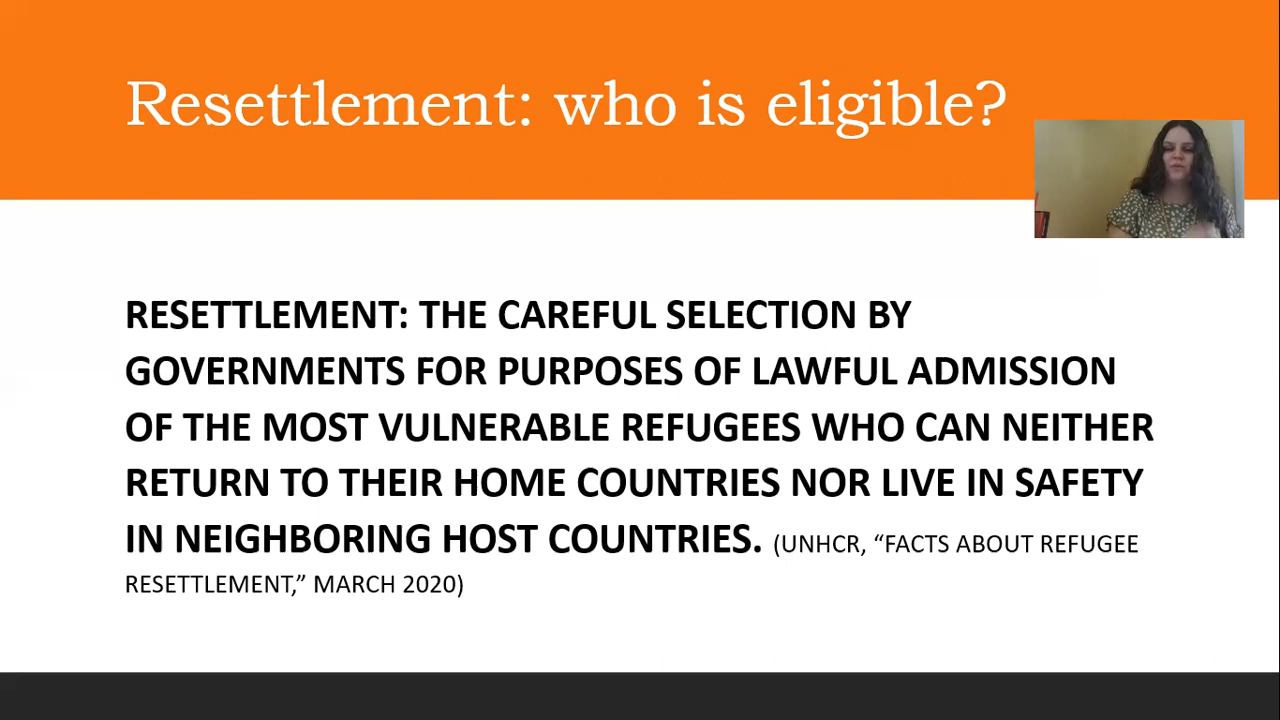 Resettlement: who is eligible?
RESETTLEMENT: THE CAREFUL SELECTION BY
GOVERNMENTS FOR PURPOSES OF LAWFUL ADMISSION
OF THE MOST VULNERABLE REFUGEES WHO CAN NEITHER
RETURN TO THEIR HOME COUNTRIES NOR LIVE IN SAFETY
IN NEIGHBORING HOST COUNTRIES. (UNHCR, “FACTS ABOUT REFUGEE
RESETTLEMENT,” MARCH 2020)